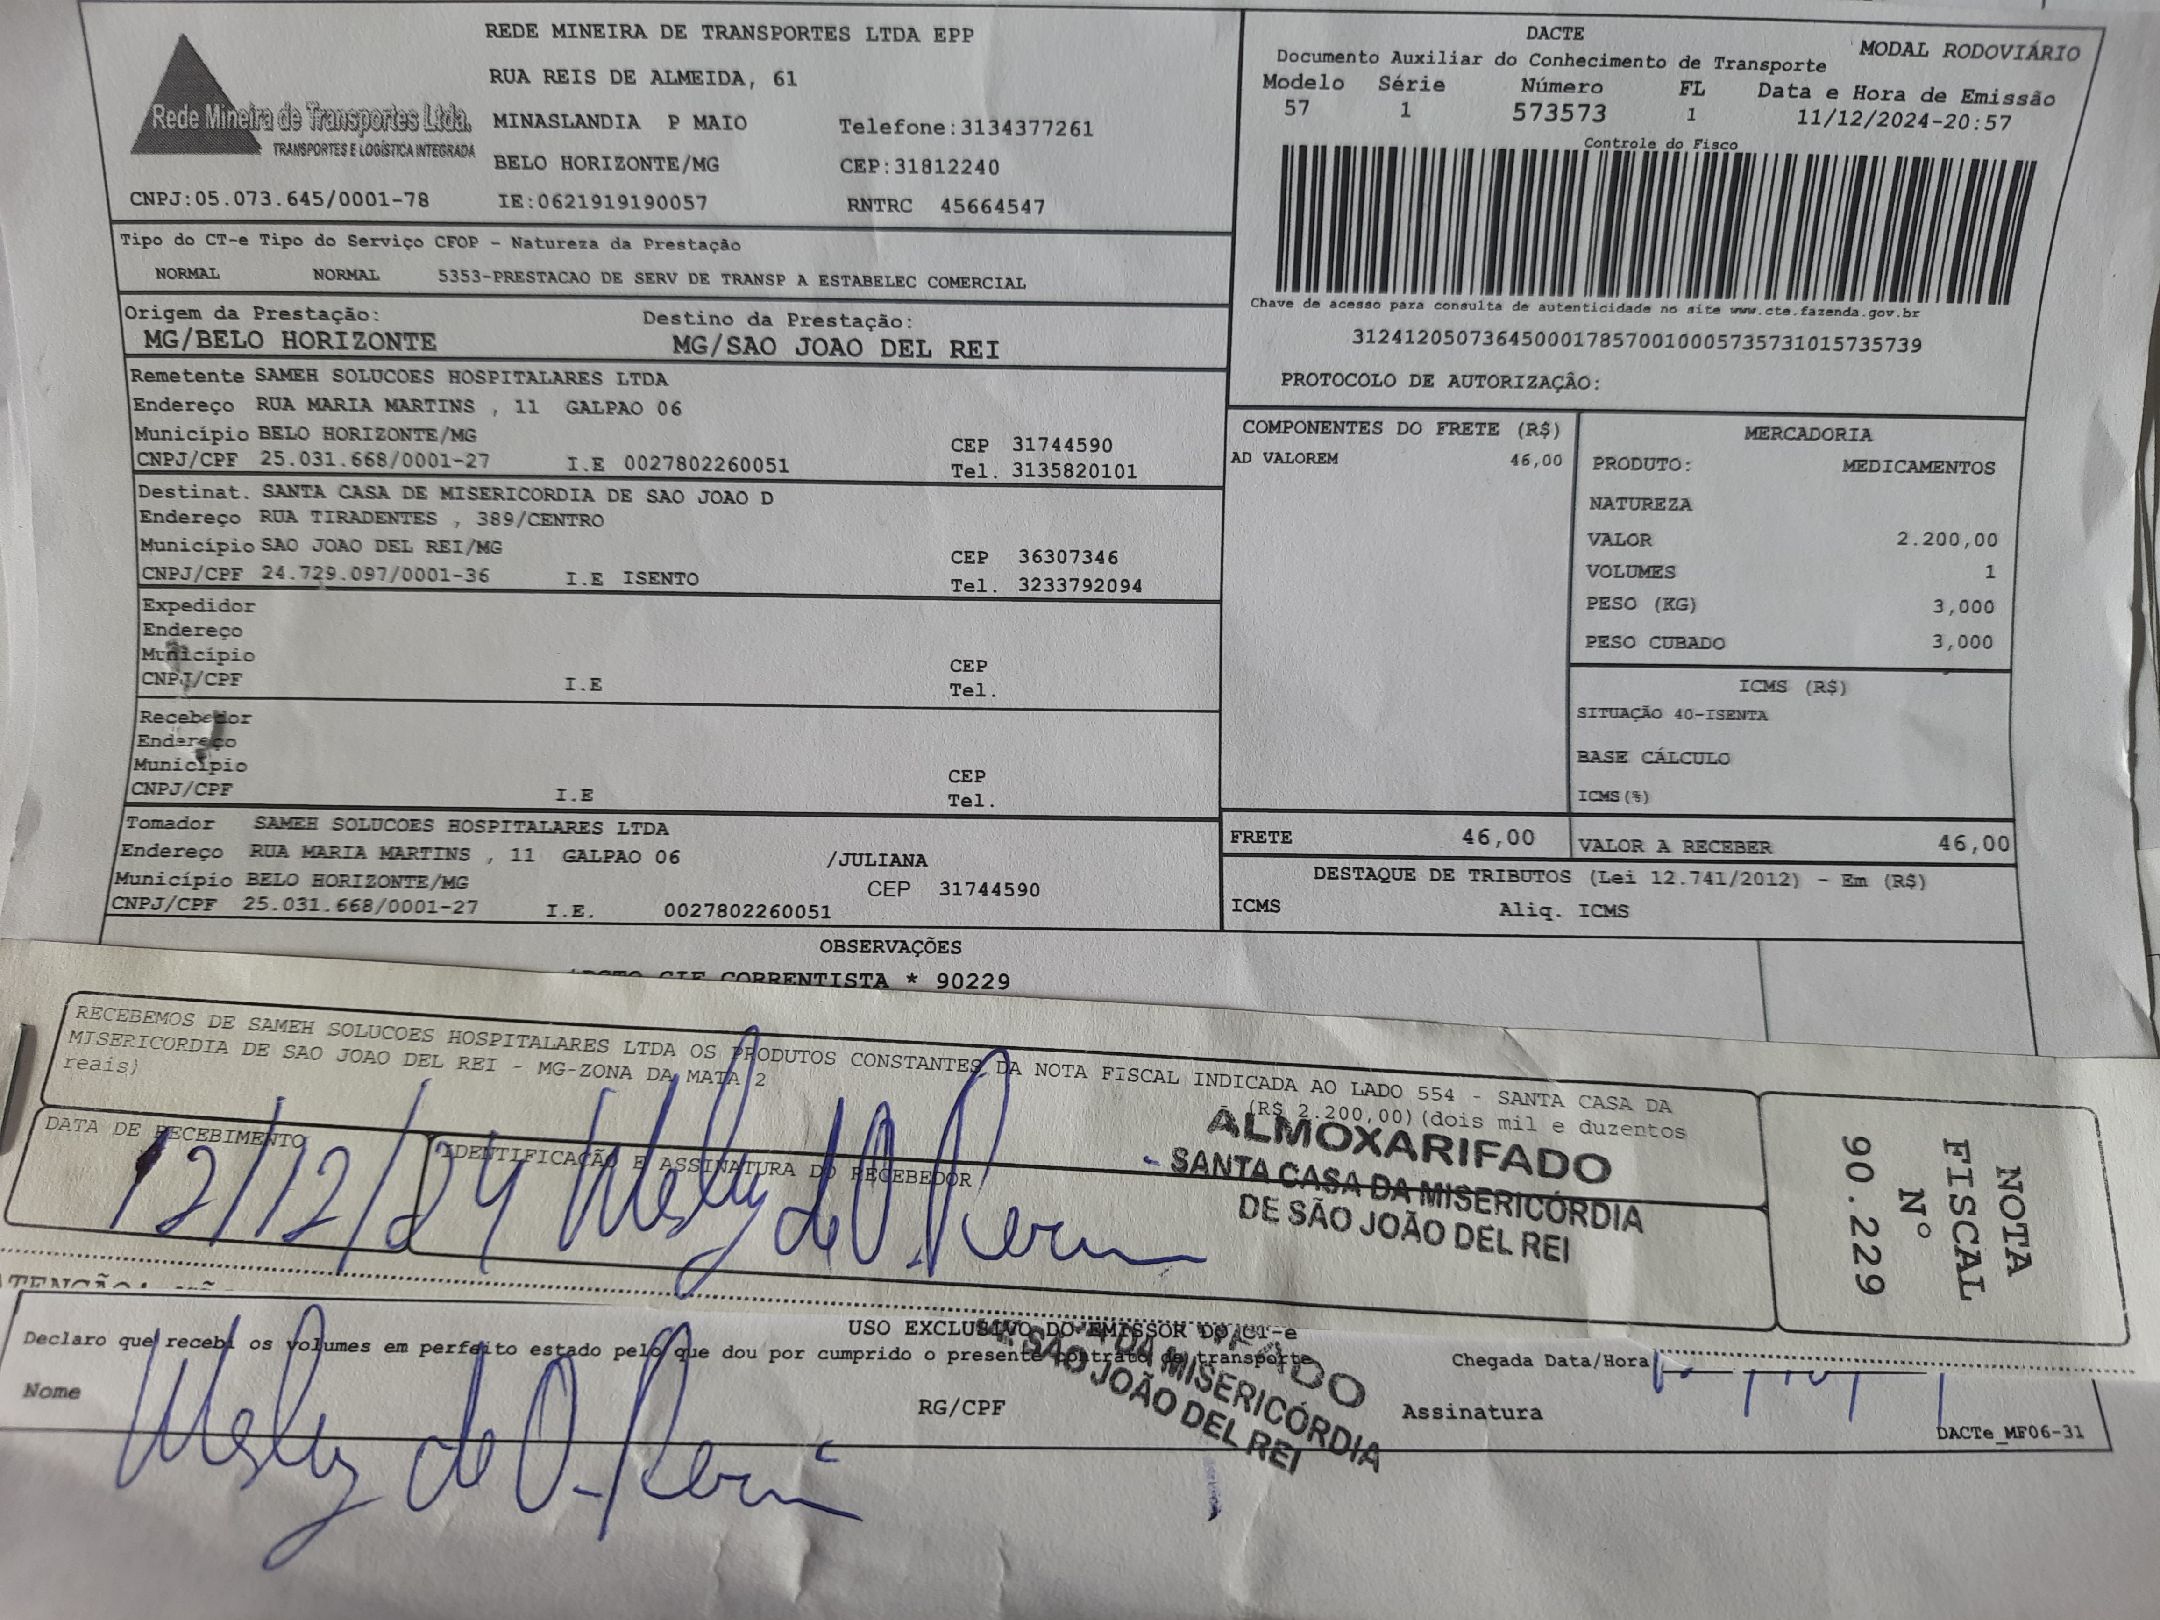 REDE MINEIRA DE TRANSPORTES LTDA EPP
RUA REIS DE ALMEIDA, 61
MINASLANDIA P MAIO Telefone:3134377261
BELO HORIZONTE/MG CEP:31812240
CNPJ:05.073.645/0001-78 IE:0621919190057 RNTRC 45664547
Rede Mineira de Transportes Ltda.
TRANSPORTES E LOGÍSTICA INTEGRADA
DACTE
MODAL RODOVIÁRIO
Documento Auxiliar do Conhecimento de Transporte
Modelo Série Número FL Data e Hora de Emissão
57 1 573573 1 11/12/2024-20:57
Controle do Fisco
Chave de acesso para consulta de autenticidade no site www.cte.fazenda.gov.br
31241205073645000178570010005735731015735739
PROTOCOLO DE AUTORIZAÇÃO:
Tipo do CT-e Tipo do Serviço CFOP - Natureza da Prestação
NORMAL NORMAL 5353-PRESTACAO DE SERV DE TRANSP A ESTABELEC COMERCIAL
Origem da Prestação: Destino da Prestação:
MG/BELO HORIZONTE MG/SAO JOAO DEL REI
Remetente SAMEH SOLUCOES HOSPITALARES LTDA
Endereço RUA MARIA MARTINS , 11 GALPAO 06
Município BELO HORIZONTE/MG CEP 31744590
CNPJ/CPF 25.031.668/0001-27 I.E 0027802260051 Tel. 3135820101
Destinat. SANTA CASA DE MISERICORDIA DE SAO JOAO D
Endereço RUA TIRADENTES , 389/CENTRO
Município SAO JOAO DEL REI/MG CEP 36307346
CNPJ/CPF 24.729.097/0001-36 I.E ISENTO Tel. 3233792094
Expedidor
Endereço
Município CEP
CNPJ/CPF I.E Tel.
Recebedor
Endereço
Município CEP
CNPJ/CPF I.E Tel.
Tomador SAMEH SOLUCOES HOSPITALARES LTDA
Endereço RUA MARIA MARTINS , 11 GALPAO 06 /JULIANA
Município BELO HORIZONTE/MG CEP 31744590
CNPJ/CPF 25.031.668/0001-27 I.E. 0027802260051
COMPONENTES DO FRETE (R$)
AD VALOREM 46,00
MERCADORIA
PRODUTO: MEDICAMENTOS
NATUREZA
VALOR 2.200,00
VOLUMES 1
PESO (KG) 3,000
PESO CUBADO 3,000
ICMS (R$)
SITUAÇÃO 40-ISENTA
BASE CÁLCULO
ICMS(%)
FRETE 46,00 VALOR A RECEBER 46,00
DESTAQUE DE TRIBUTOS (Lei 12.741/2012) - Em (R$)
ICMS Aliq. ICMS
OBSERVAÇÕES
CIF CORRENTISTA * 90229
RECEBEMOS DE SAMEH SOLUCOES HOSPITALARES LTDA OS PRODUTOS CONSTANTES DA NOTA FISCAL INDICADA AO LADO 554 - SANTA CASA DA
MISERICORDIA DE SAO JOAO DEL REI - MG-ZONA DA MATA 2 (R$ 2.200,00)(dois mil e duzentos
reais)
DATA DE RECEBIMENTO IDENTIFICAÇÃO E ASSINATURA DO RECEBEDOR
12/12/24
ALMOXARIFADO
SANTA CASA DA MISERICÓRDIA
DE SÃO JOÃO DEL REI
NOTA
FISCAL
Nº
90.229
USO EXCLUSIVO DO EMISSOR DO CT-e
Declaro que recebi os volumes em perfeito estado pelo que dou por cumprido o presente contrato de transporte Chegada Data/Hora
Nome RG/CPF Assinatura
DA MISERICÓRDIA
SÃO JOÃO DEL REI
DACTe_MF06-31